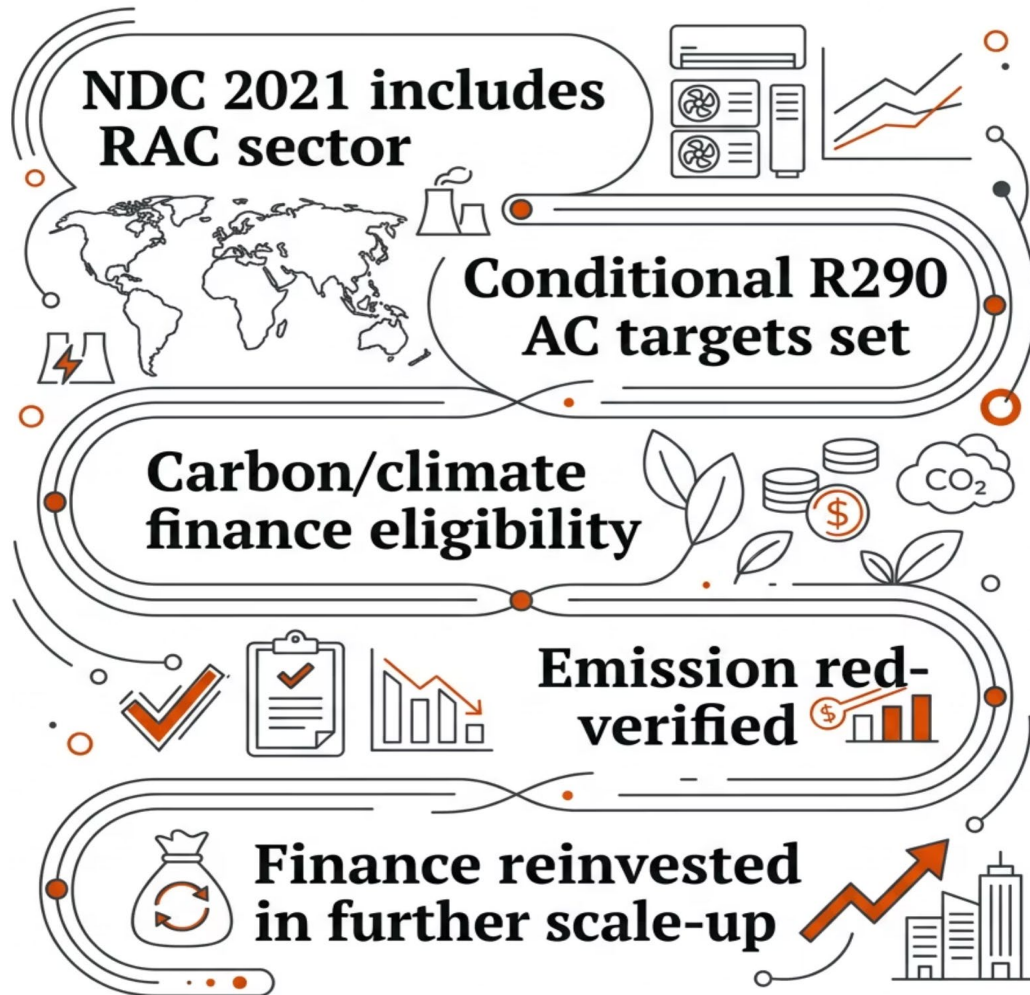 NDC 2021 includes
RAC sector
Conditional R290
AC targets set
Carbon/climate
finance eligibility
$
CO₂
Emission red-
verified
$
Finance reinvested
in further scale-up